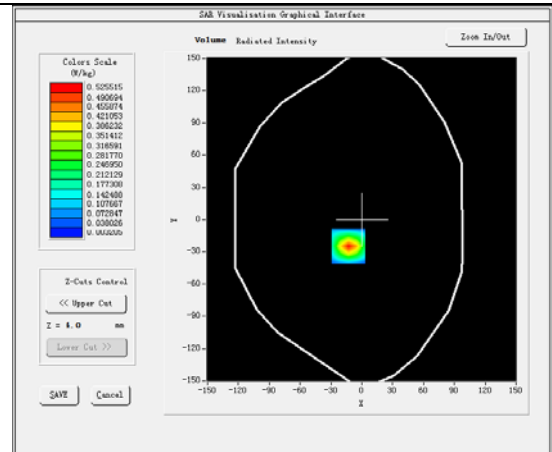 SAR Visualisation Graphical Interface
Volume Radiated Intensity
Zoom In/Out
Colors Scale
(W/kg)
0.525515
0.490694
0.455874
0.421053
0.386232
0.351412
0.316591
0.281770
0.246950
0.212129
0.177308
0.142488
0.107667
0.072847
0.038026
0.003205
150
120
90
60
30
0
-30
-60
-90
-120
-150
Y
-150 -120 -90 -60 -30 0 30 60 90 120 150
X
Z-Cuts Control
<< Upper Cut
Z = 4.0 mm
Lower Cut >>
SAVE Cancel